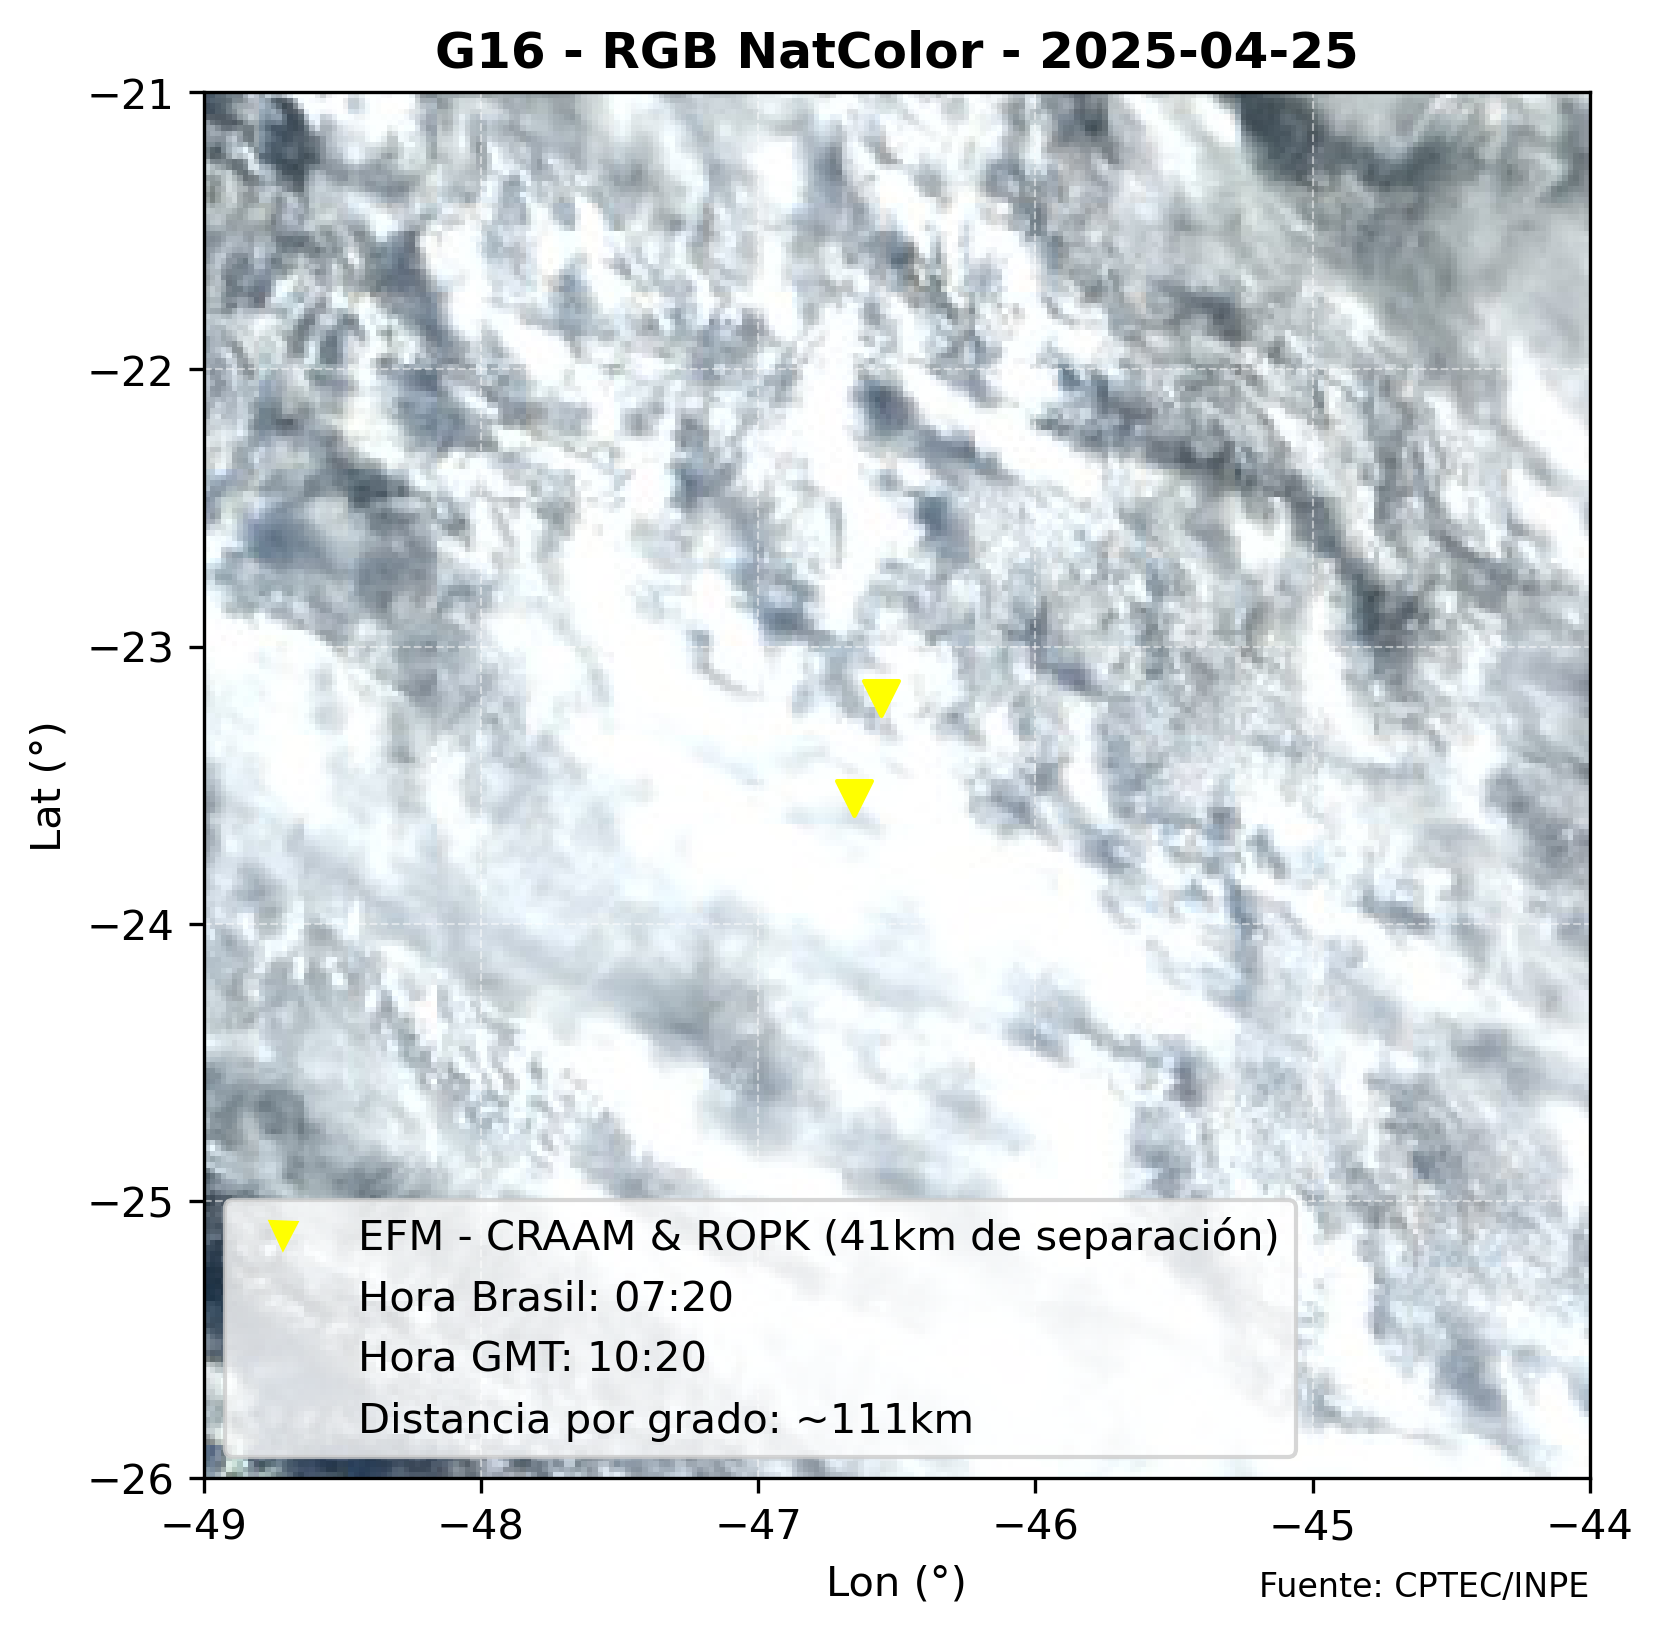 G16 - RGB NatColor - 2025-04-25
−21
−22
−23
−24
−25
−26
Lat (°)
EFM - CRAAM & ROPK (41km de separación)
Hora Brasil: 07:20
Hora GMT: 10:20
Distancia por grado: ~111km
−49
−48
−47
−46
−45
−44
Lon (°)
Fuente: CPTEC/INPE